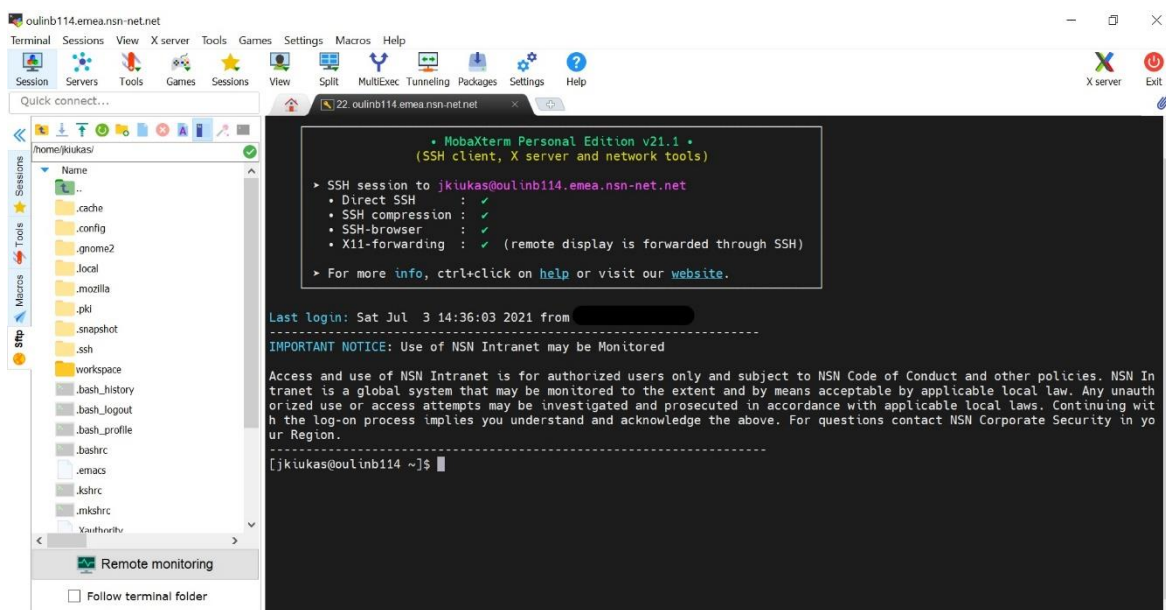 oulinb114.emea.nsn-net.net
Terminal Sessions View X server Tools Games Settings Macros Help
Session Servers Tools Games Sessions View Split MultiExec Tunneling Packages Settings Help X server Exit
Quick connect...
22. oulinb114.emea.nsn-net.net
/home/jkiukas/
Name
..
.cache
.config
.gnome2
.local
.mozilla
.pki
.snapshot
.ssh
workspace
.bash_history
.bash_logout
.bash_profile
.bashrc
.emacs
.kshrc
.mkshrc
.Xauthority
Remote monitoring
Follow terminal folder
Sessions
Tools
Macros
Sftp
• MobaXterm Personal Edition v21.1 •
(SSH client, X server and network tools)
➤ SSH session to jkiukas@oulinb114.emea.nsn-net.net
• Direct SSH : ✔
• SSH compression : ✔
• SSH-browser : ✔
• X11-forwarding : ✔ (remote display is forwarded through SSH)
➤ For more info, ctrl+click on help or visit our website.
Last login: Sat Jul 3 14:36:03 2021 from
---------------------------------------------------------------------
IMPORTANT NOTICE: Use of NSN Intranet may be Monitored
Access and use of NSN Intranet is for authorized users only and subject to NSN Code of Conduct and other policies. NSN In
tranet is a global system that may be monitored to the extent and by means acceptable by applicable local law. Any unauth
orized use or access attempts may be investigated and prosecuted in accordance with applicable local laws. Continuing wit
h the log-on process implies you understand and acknowledge the above. For questions contact NSN Corporate Security in yo
ur Region.
----------------------------------------------------------------------
[jkiukas@oulinb114 ~]$